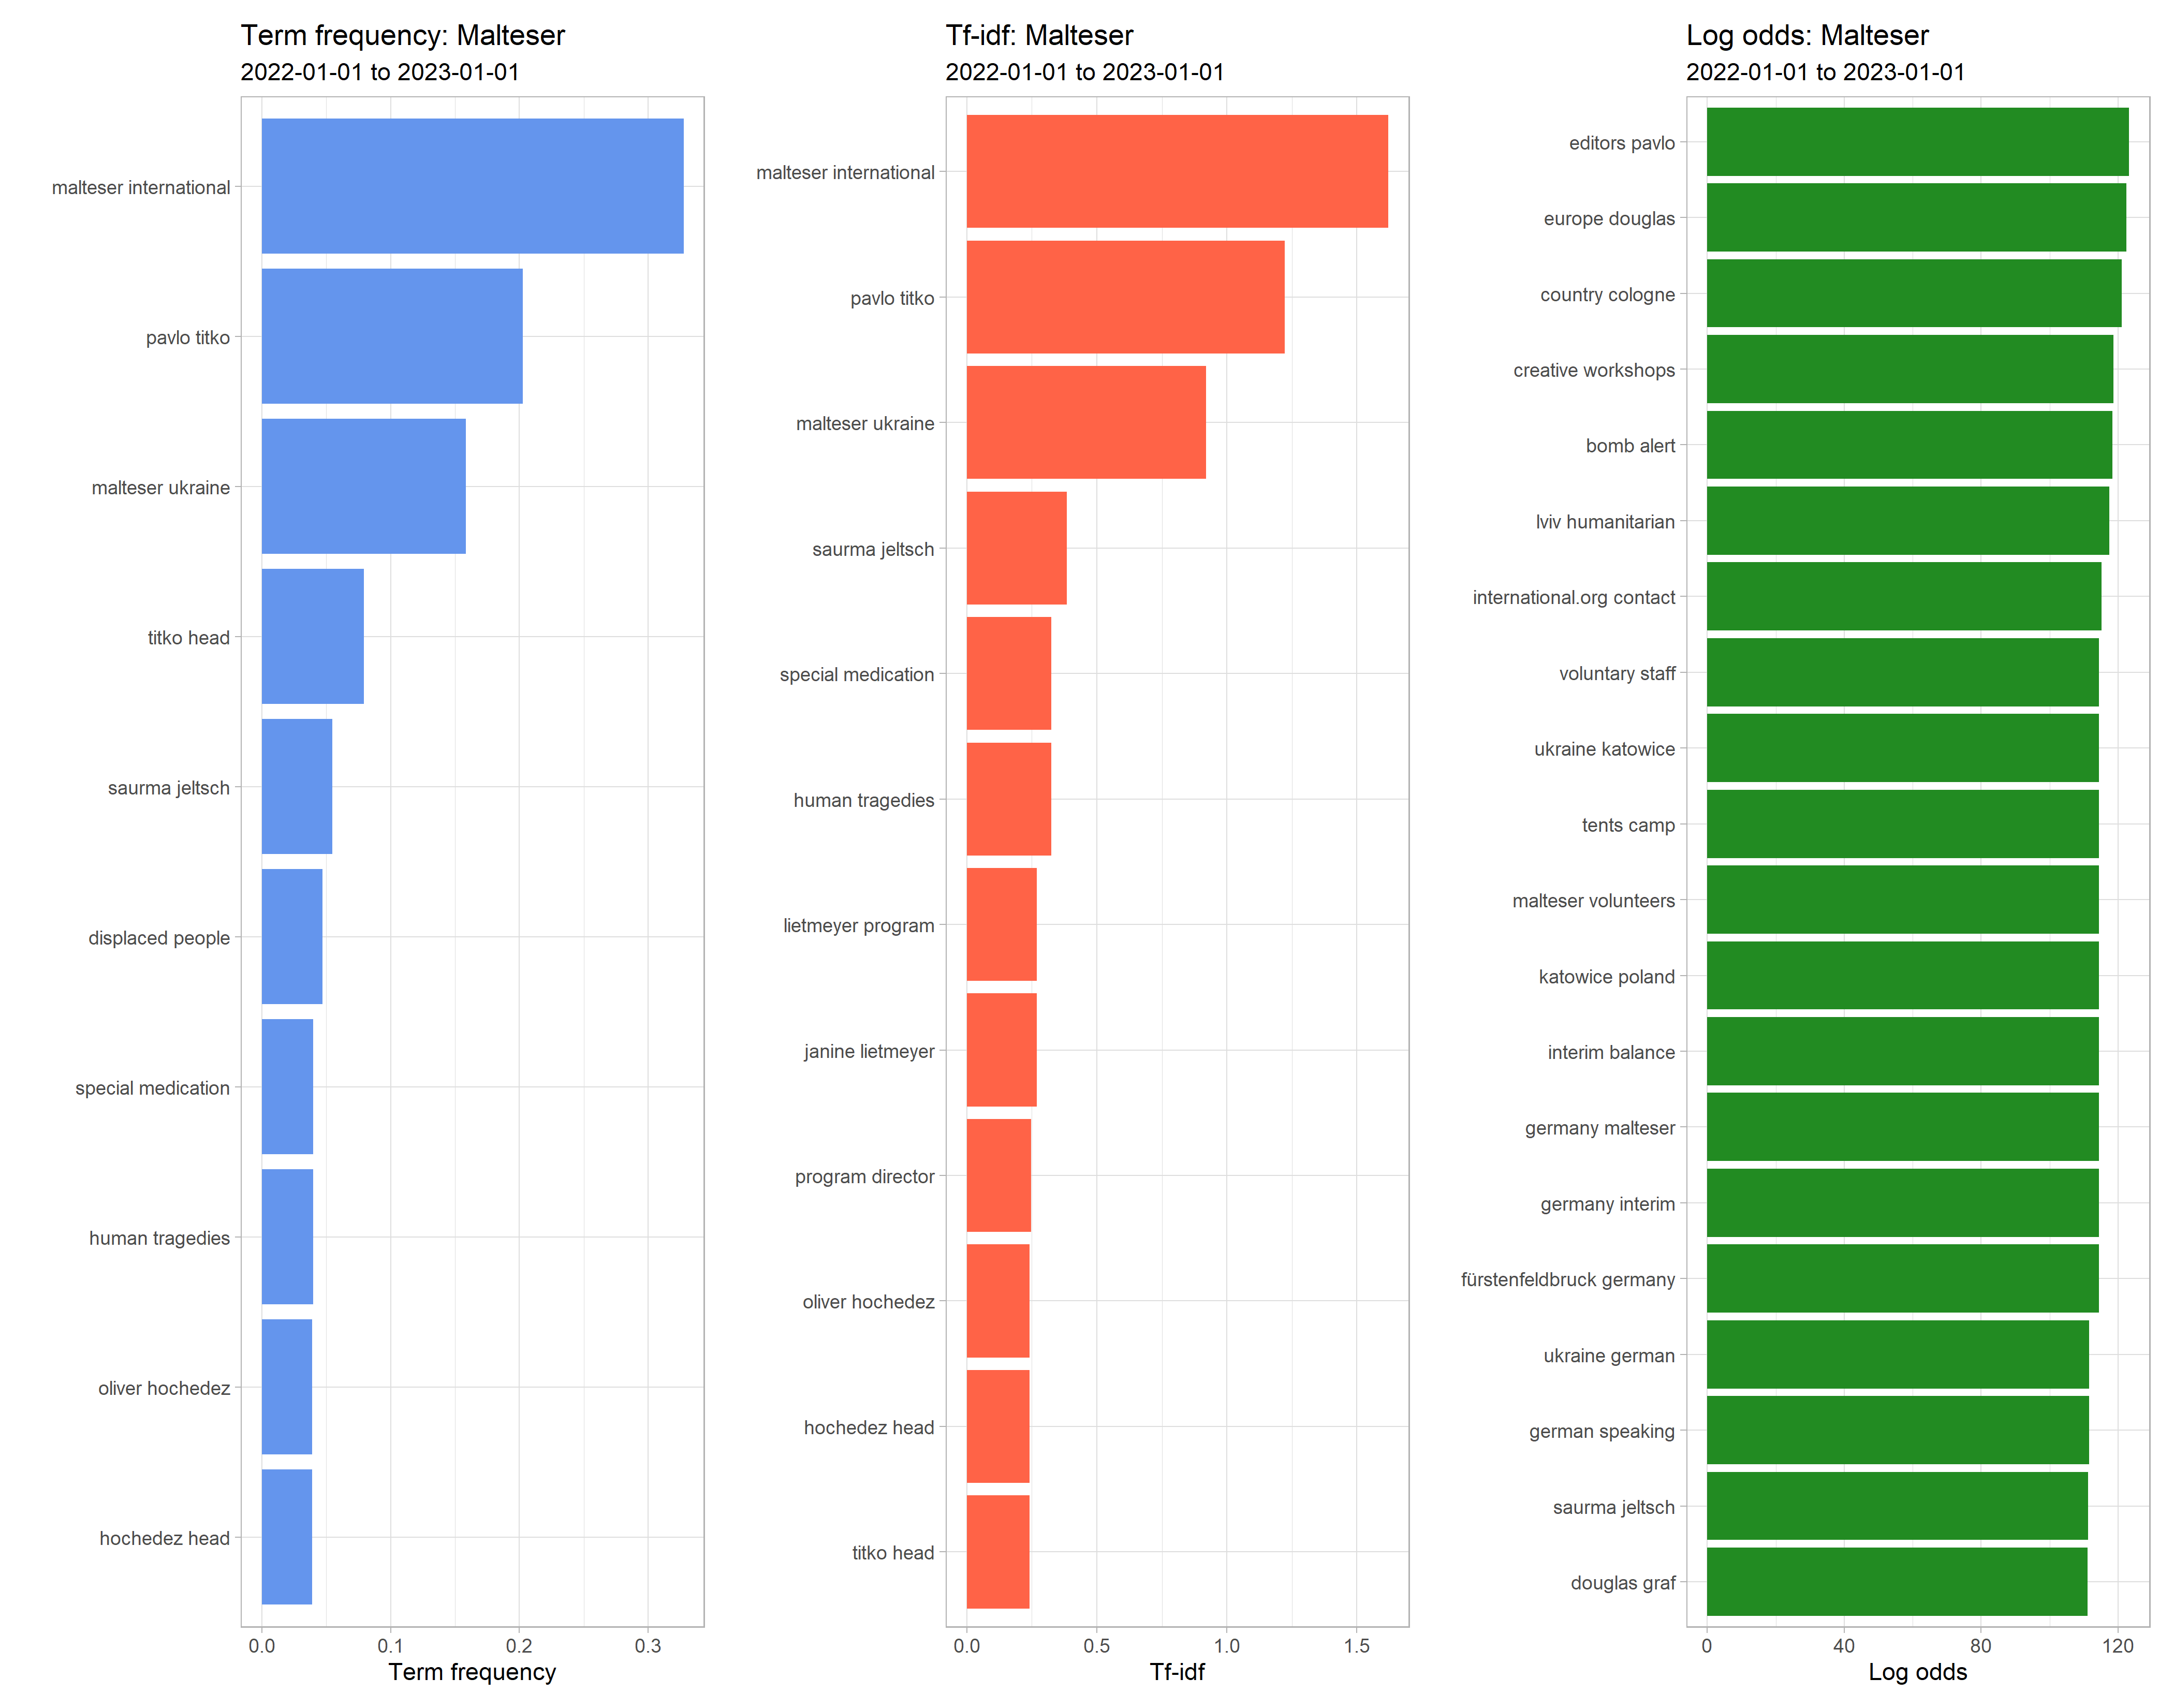 Term frequency: Malteser
2022-01-01 to 2023-01-01
malteser international
pavlo titko
malteser ukraine
titko head
saurma jeltsch
displaced people
special medication
human tragedies
oliver hochedez
hochedez head
0.0 0.1 0.2 0.3
Term frequency
Tf-idf: Malteser
2022-01-01 to 2023-01-01
malteser international
pavlo titko
malteser ukraine
saurma jeltsch
special medication
human tragedies
lietmeyer program
janine lietmeyer
program director
oliver hochedez
hochedez head
titko head
0.0 0.5 1.0 1.5
Tf-idf
Log odds: Malteser
2022-01-01 to 2023-01-01
editors pavlo
europe douglas
country cologne
creative workshops
bomb alert
lviv humanitarian
international.org contact
voluntary staff
ukraine katowice
tents camp
malteser volunteers
katowice poland
interim balance
germany malteser
germany interim
fürstenfeldbruck germany
ukraine german
german speaking
saurma jeltsch
douglas graf
0 40 80 120
Log odds